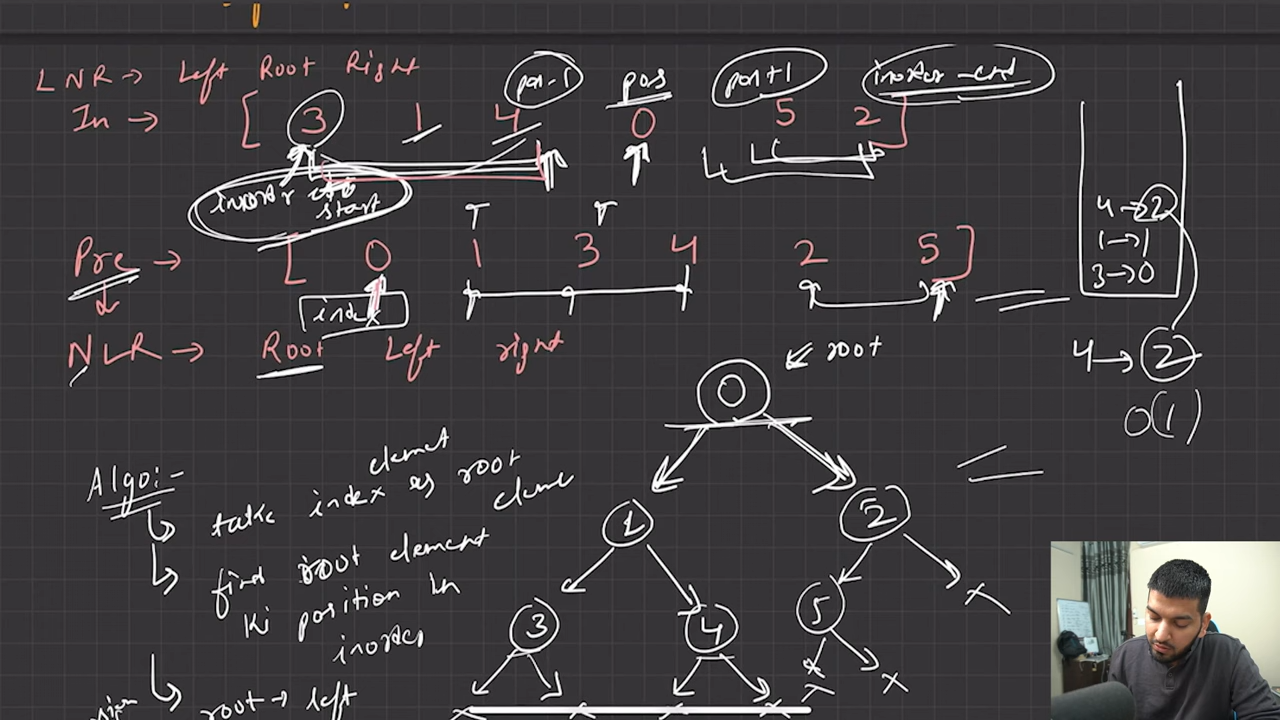 LNR → Left Root Right
pos-1 pos pos+1 inorder-end
In → [ 3 1 4 0 5 2 ]
inorder start
Pre → [ 0 1 3 4 2 5 ]
index
NLR → Root Left right
4 → 2
1 → 1
3 → 0
4 → 2
O(1)
root
0
1 2
3 4 5
x
x x
x x x x
Algo:-
element
take index as root
element
find root element
ki position in
inorder
root → left